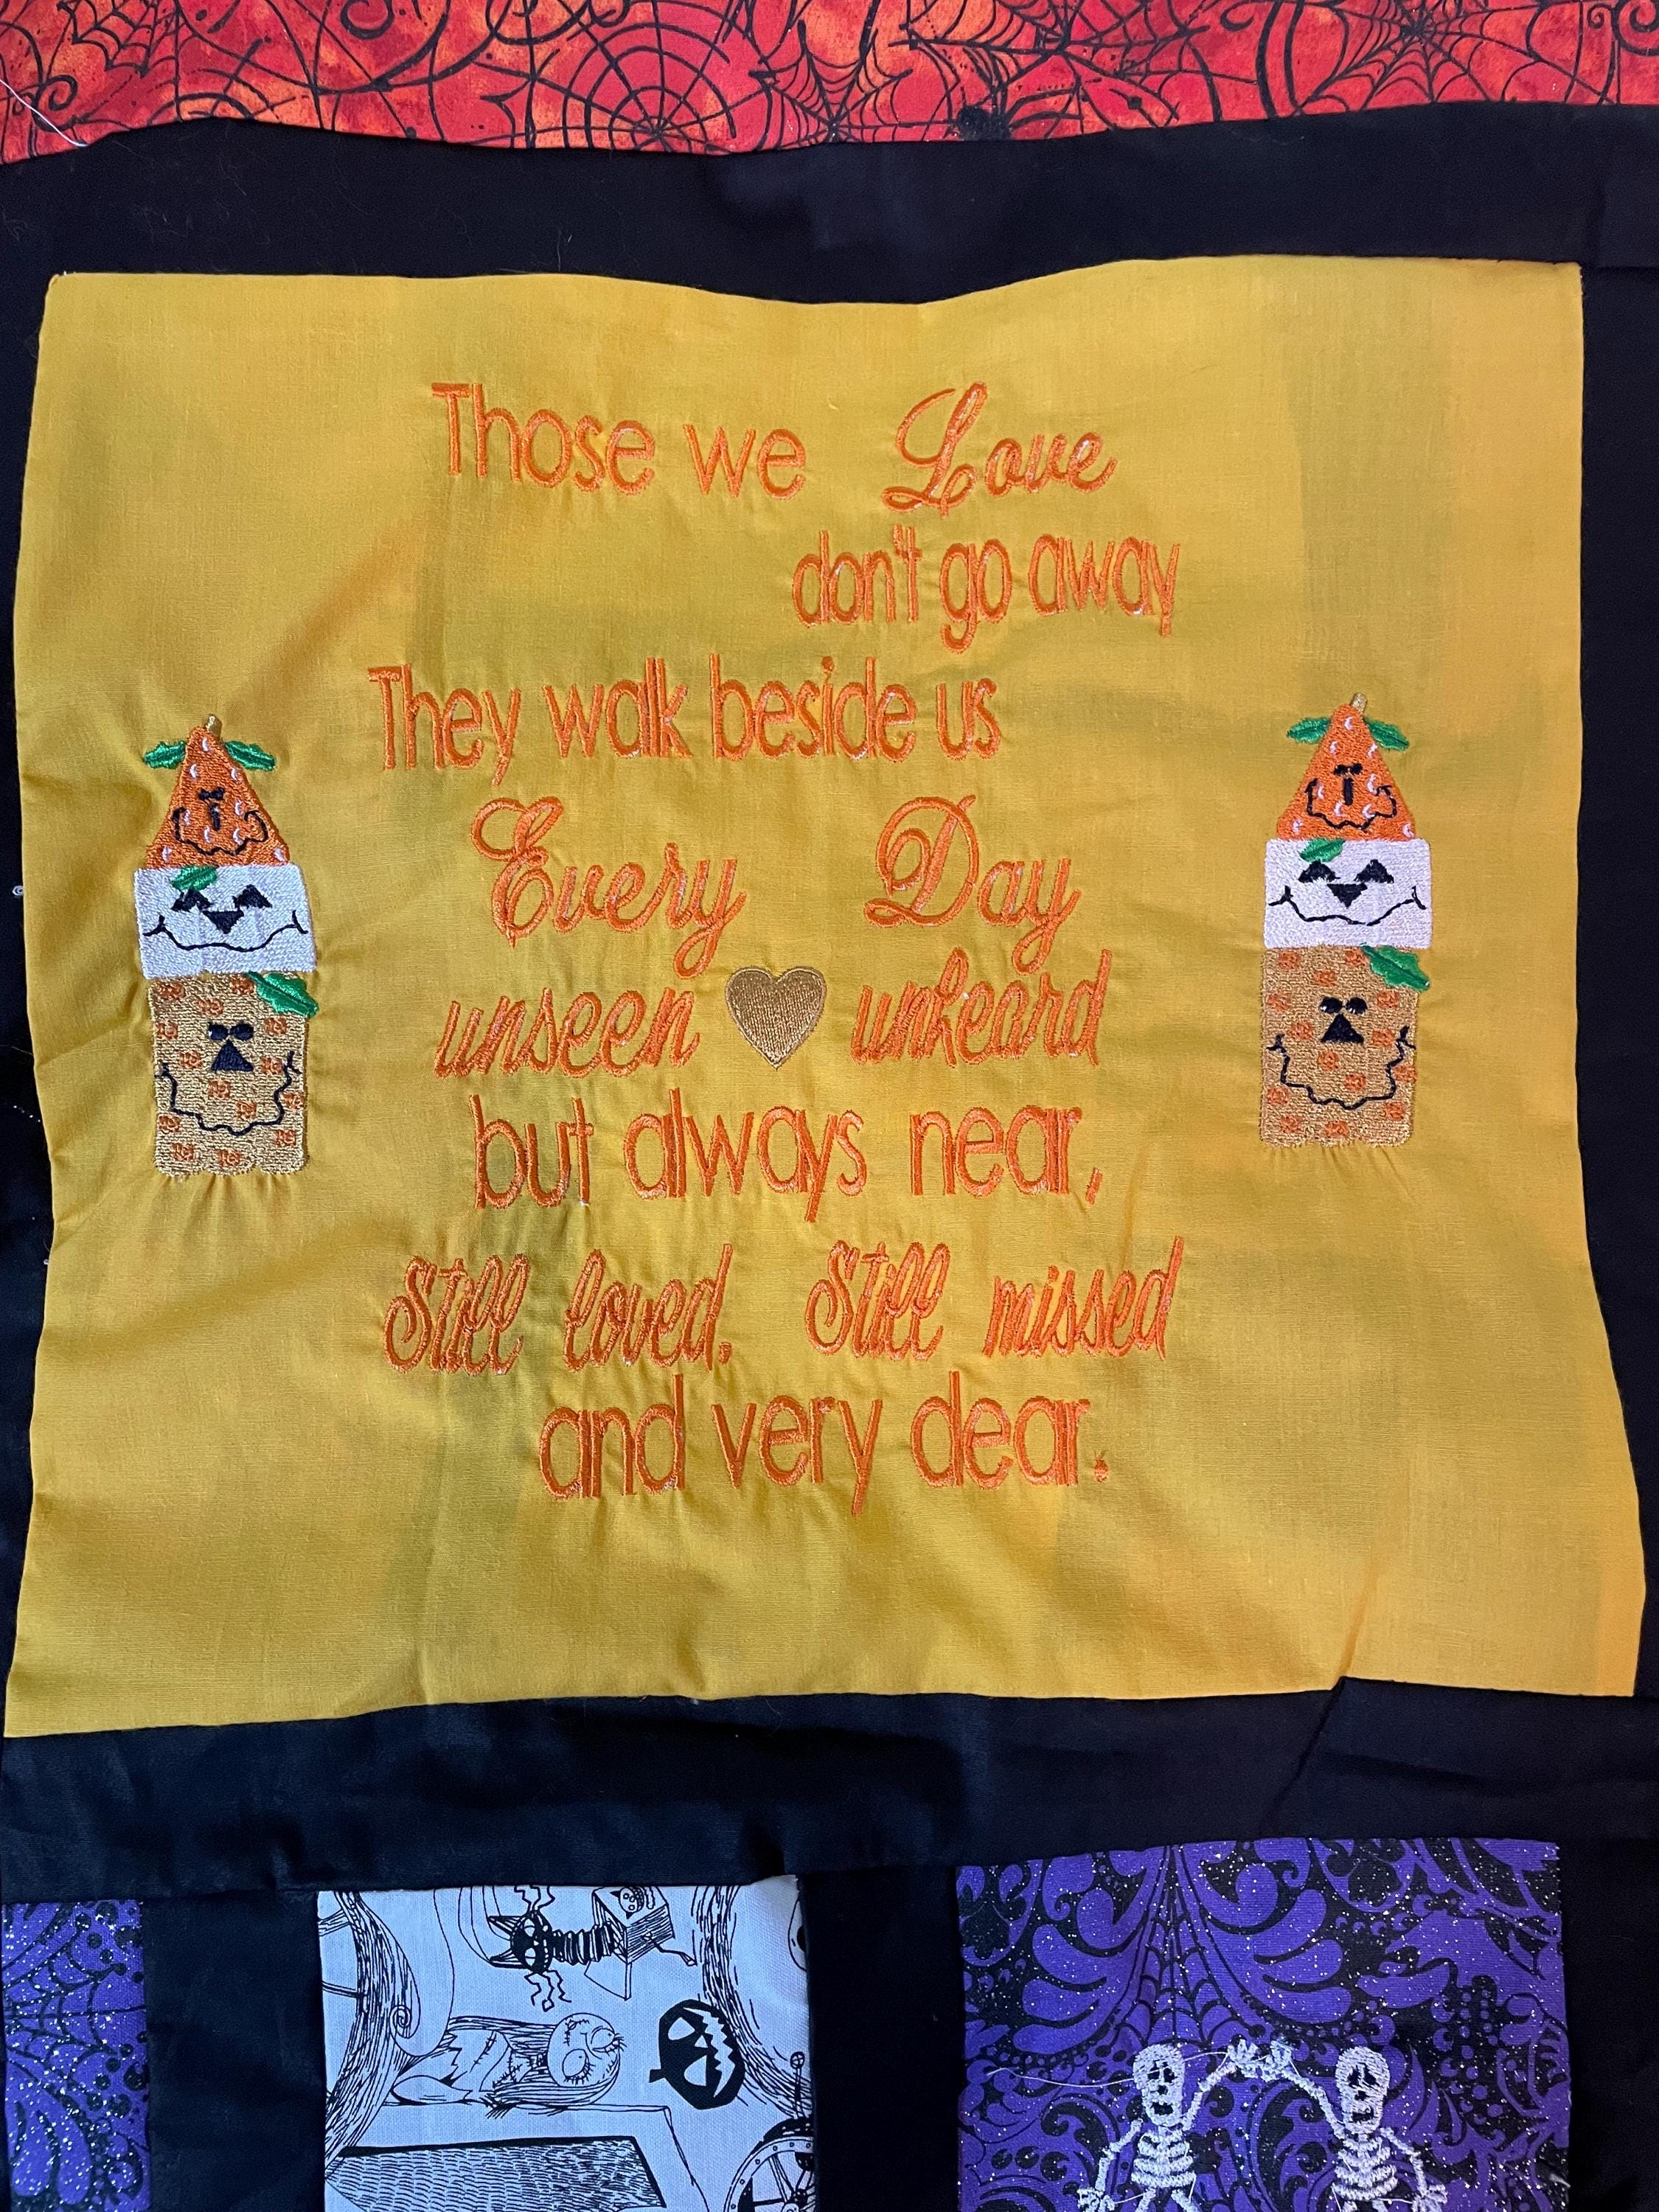 Those we Love
don't go away
They walk beside us
Every Day
unseen unheard
but always near,
Still loved, Still missed
and very dear.